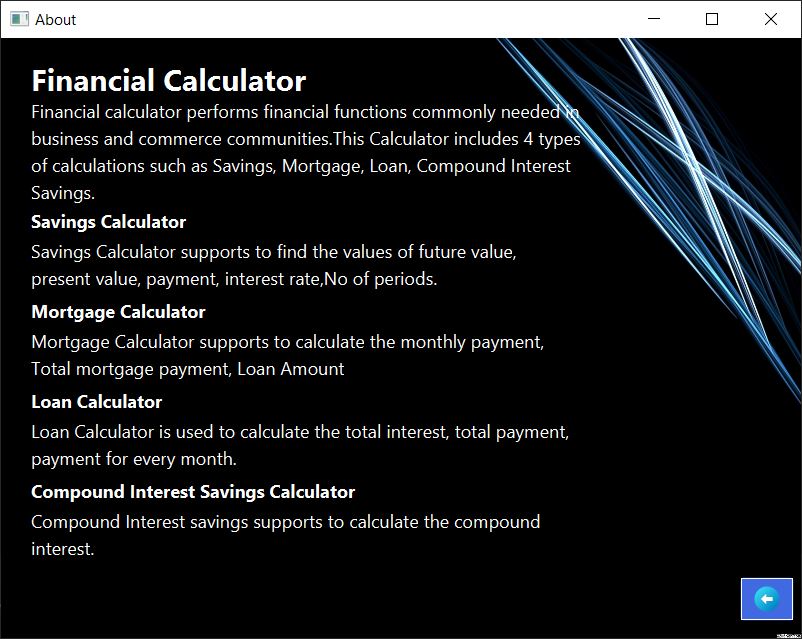 About
Financial Calculator
Financial calculator performs financial functions commonly needed in
business and commerce communities.This Calculator includes 4 types
of calculations such as Savings, Mortgage, Loan, Compound Interest
Savings.
Savings Calculator
Savings Calculator supports to find the values of future value,
present value, payment, interest rate,No of periods.
Mortgage Calculator
Mortgage Calculator supports to calculate the monthly payment,
Total mortgage payment, Loan Amount
Loan Calculator
Loan Calculator is used to calculate the total interest, total payment,
payment for every month.
Compound Interest Savings Calculator
Compound Interest savings supports to calculate the compound
interest.